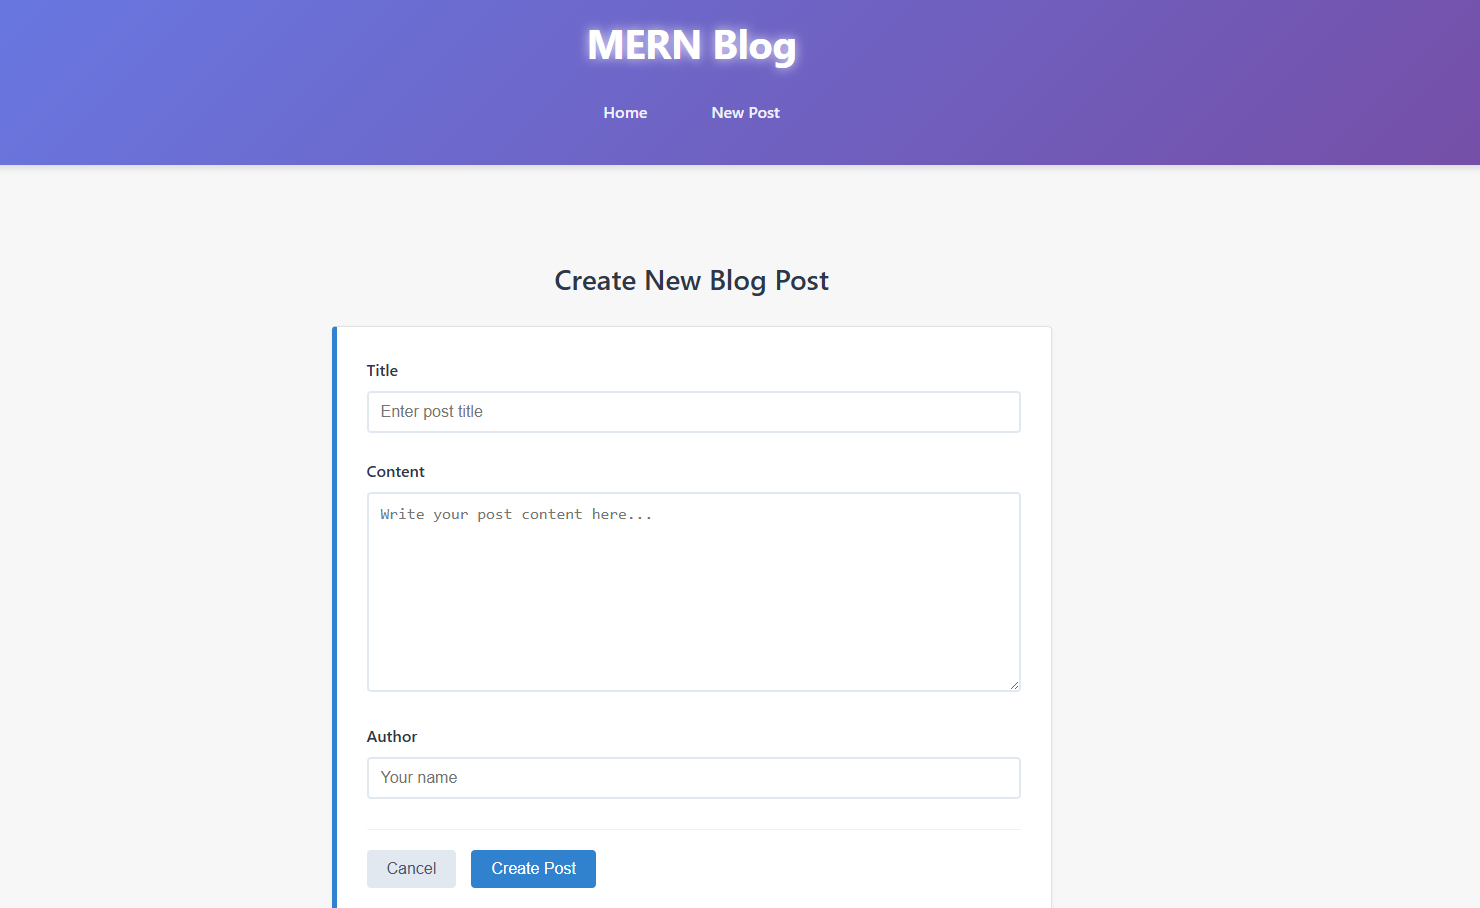 MERN Blog
Home New Post
Create New Blog Post
Title
Enter post title
Content
Write your post content here...
Author
Your name
Cancel Create Post